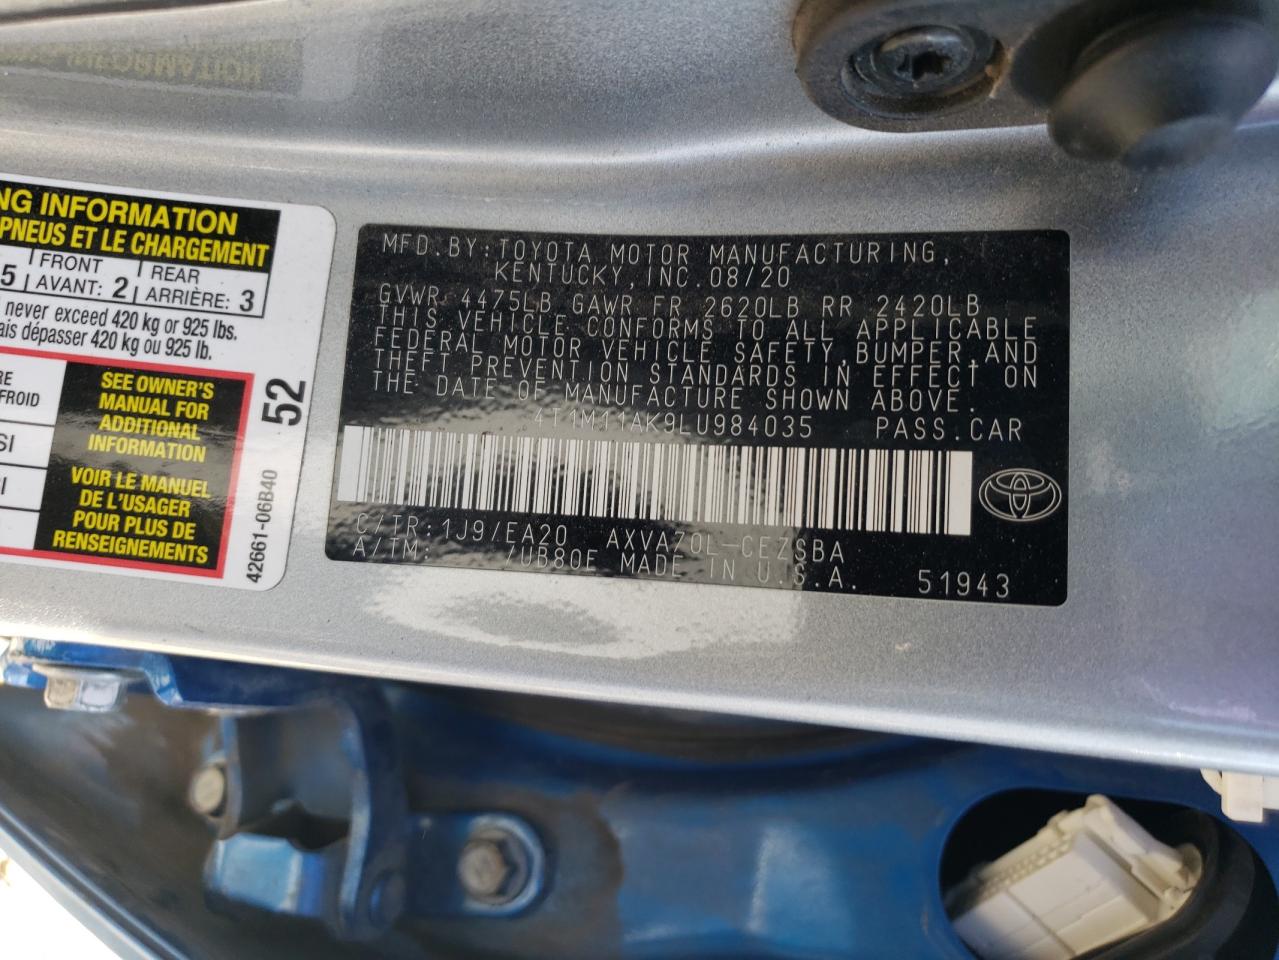 NG INFORMATION
PNEUS ET LE CHARGEMENT
5 FRONT REAR
AVANT: 2 ARRIÈRE: 3
never exceed 420 kg or 925 lbs.
ais dépasser 420 kg ou 925 lb.
RE
FROID
SI
I
SEE OWNER'S
MANUAL FOR
ADDITIONAL
INFORMATION
VOIR LE MANUEL
DE L'USAGER
POUR PLUS DE
RENSEIGNEMENTS
52
42661-06B40
MFD.BY:TOYOTA MOTOR MANUFACTURING,
KENTUCKY,INC.08/20
GVWR 4475LB GAWR FR 2620LB RR 2420LB
THIS VEHICLE CONFORMS TO ALL APPLICABLE
FEDERAL MOTOR VEHICLE SAFETY,BUMPER,AND
THEFT PREVENTION STANDARDS IN EFFECT ON
THE DATE OF MANUFACTURE SHOWN ABOVE.
4T1M11AK9LU984035 PASS.CAR
C/TR:1J9/EA20 AXVA70L-CEZSBA
A/TM: /UB80E MADE IN U.S.A. 51943